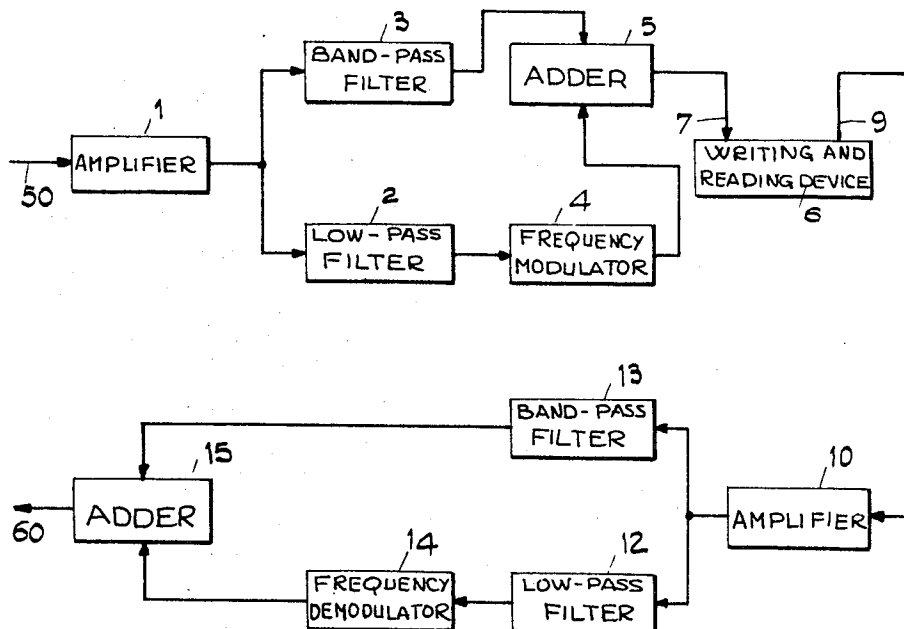 3
BAND-PASS
FILTER
5
ADDER
1
AMPLIFIER
50
7
9
WRITING AND
READING DEVICE
6
2
LOW-PASS
FILTER
4
FREQUENCY
MODULATOR
13
BAND-PASS
FILTER
15
ADDER
60
10
AMPLIFIER
14
FREQUENCY
DEMODULATOR
12
LOW-PASS
FILTER